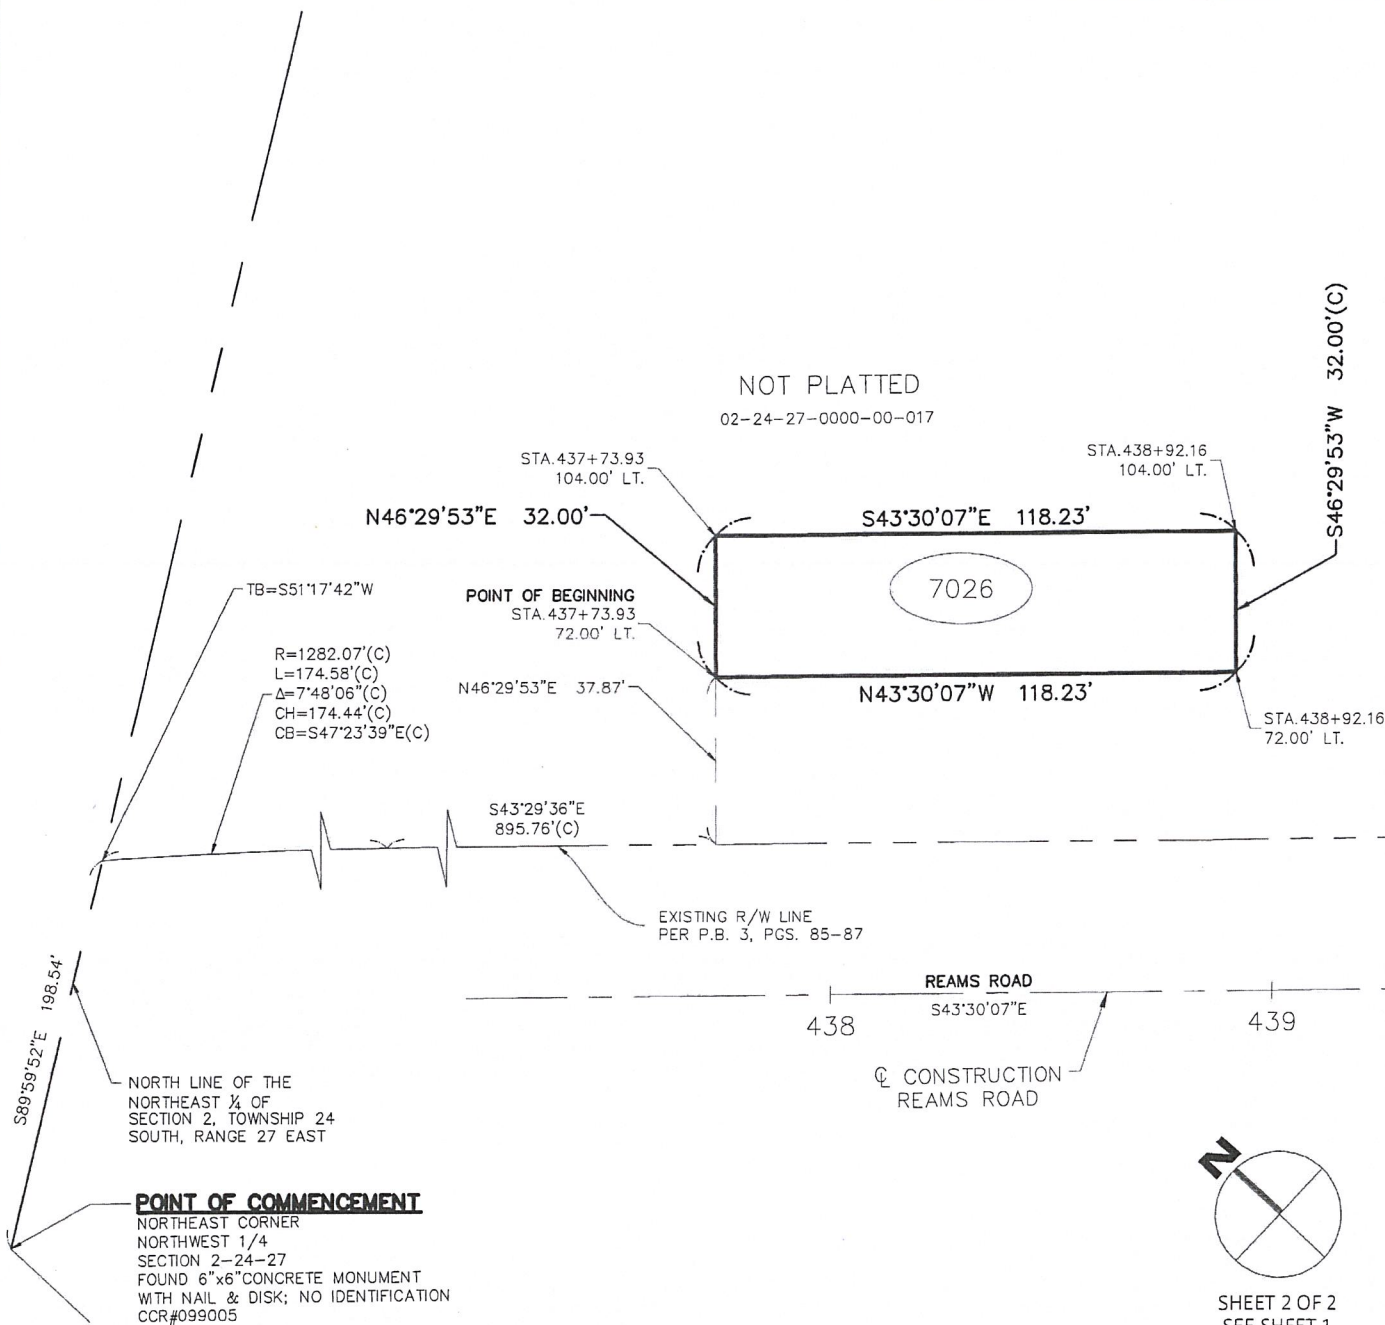 NOT PLATTED
02-24-27-0000-00-017
STA.437+73.93
104.00' LT.
STA.438+92.16
104.00' LT.
S46°29'53"W 32.00'(C)
N46°29'53"E 32.00'
S43°30'07"E 118.23'
7026
TB=S51°17'42"W
POINT OF BEGINNING
STA.437+73.93
72.00' LT.
R=1282.07'(C)
L=174.58'(C)
Δ=7°48'06"(C)
CH=174.44'(C)
CB=S47°23'39"E(C)
N46°29'53"E 37.87'
N43°30'07"W 118.23'
STA.438+92.16
72.00' LT.
S43°29'36"E
895.76'(C)
EXISTING R/W LINE
PER P.B. 3, PGS. 85-87
REAMS ROAD
S43°30'07"E
438
439
℄ CONSTRUCTION
REAMS ROAD
S89°59'52"E 198.54'
NORTH LINE OF THE
NORTHEAST ¼ OF
SECTION 2, TOWNSHIP 24
SOUTH, RANGE 27 EAST
POINT OF COMMENCEMENT
NORTHEAST CORNER
NORTHWEST 1/4
SECTION 2-24-27
FOUND 6"x6"CONCRETE MONUMENT
WITH NAIL & DISK; NO IDENTIFICATION
CCR#099005
N
SHEET 2 OF 2
SEE SHEET 1